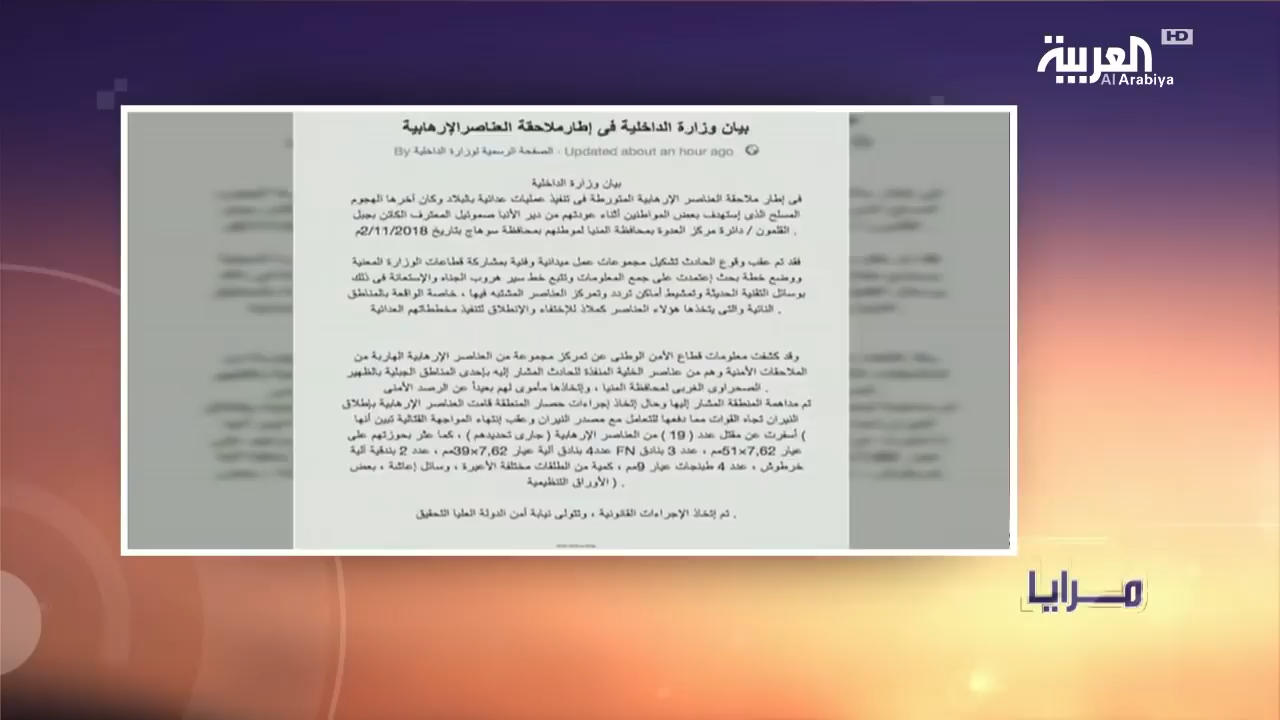 العربية HD
Al Arabiya
بيان وزارة الداخلية فى إطارملاحقة العناصرالإرهابية
By الصفحة الرسمية لوزارة الداخلية · Updated about an hour ago
بيان وزارة الداخلية
فى إطار ملاحقة العناصر الإرهابية المتورطة فى تنفيذ عمليات عدائية بالبلاد وكان آخرها الهجوم
المسلح الذى إستهدف بعض المواطنين أثناء عودتهم من دير الأنبا صموئيل المعترف الكائن بجبل
القلمون / دائرة مركز العدوة بمحافظة المنيا لموطنهم بمحافظة سوهاج بتاريخ 2/11/2018م .
فقد تم عقب وقوع الحادث تشكيل مجموعات عمل ميدانية وفنية بمشاركة قطاعات الوزارة المعنية
ووضع خطة بحث إعتمدت على جمع المعلومات وتتبع خط سير هروب الجناه والإستعانة فى ذلك
بوسائل التقنية الحديثة وتمشيط أماكن تردد وتمركز العناصر المشتبه فيها ، خاصة الواقعة بالمناطق
النائية والتى يتخذها هؤلاء العناصر كملاذ للإختفاء والإنطلاق لتنفيذ مخططاتهم العدائية .
وقد كشفت معلومات قطاع الأمن الوطنى عن تمركز مجموعة من العناصر الإرهابية الهاربة من
الملاحقات الأمنية وهم من عناصر الخلية المنفذة للحادث المشار إليه بإحدى المناطق الجبلية بالظهير
الصحراوى الغربى لمحافظة المنيا ، وإتخاذها مأموى لهم بعيداً عن الرصد الأمنى .
تم مداهمة المنطقة المشار إليها وحال إتخاذ إجراءات حصار المنطقة قامت العناصر الإرهابية بإطلاق
النيران تجاه القوات مما دفعها للتعامل مع مصدر النيران وعقب إنتهاء المواجهة القتالية تبين أنها
( أسفرت عن مقتل عدد ( 19 ) من العناصر الإرهابية ( جارى تحديدهم ) ، كما عثر بحوزتهم على
عدد4 بنادق آلية عيار 7,62×39مم ، عدد 2 بندقية آلية عيار 7,62×51مم ، عدد 3 بنادق FN
خرطوش ، عدد 4 طبنجات عيار 9مم ، كمية من الطلقات مختلفة الأعيرة ، وسائل إعاشة ، بعض
الأوراق التنظيمية ) .
تم إتخاذ الإجراءات القانونية ، وتتولى نيابة أمن الدولة العليا التحقيق .
مرايا